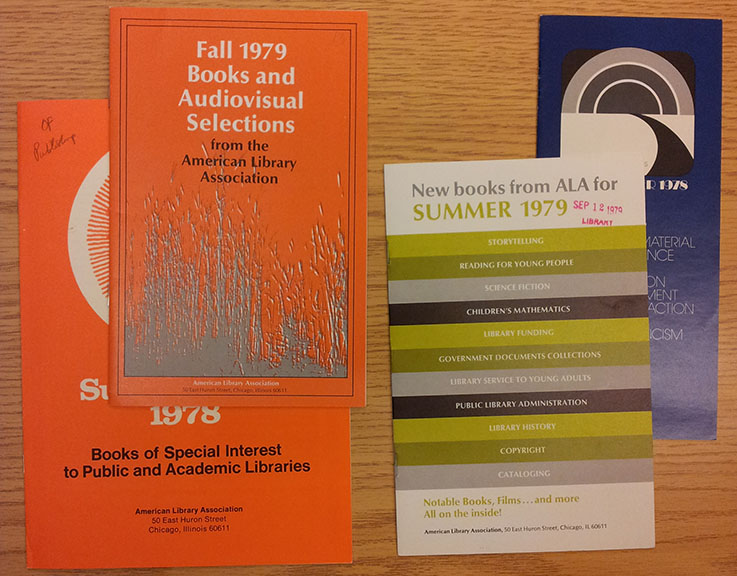 OP
Publishing
1978
Books of Special Interest
to Public and Academic Libraries
American Library Association
50 East Huron Street
Chicago, Illinois 60611
Fall 1979
Books and
Audiovisual
Selections
from the
American Library
Association
American Library Association
50 East Huron Street, Chicago, Illinois 60611
New books from ALA for
SUMMER 1979
SEP 12 1979
LIBRARY
STORYTELLING
READING FOR YOUNG PEOPLE
SCIENCE FICTION
CHILDREN'S MATHEMATICS
LIBRARY FUNDING
GOVERNMENT DOCUMENTS COLLECTIONS
LIBRARY SERVICE TO YOUNG ADULTS
PUBLIC LIBRARY ADMINISTRATION
LIBRARY HISTORY
COPYRIGHT
CATALOGING
Notable Books, Films...and more
All on the inside!
American Library Association, 50 East Huron Street, Chicago, IL 60611
1978